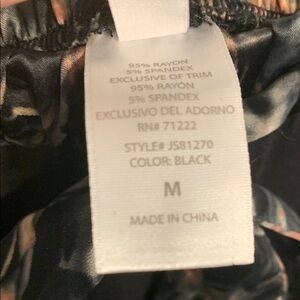 95% RAYON
5% SPANDEX
EXCLUSIVE OF TRIM
95% RAYON
5% SPANDEX
EXCLUSIVO DEL ADORNO
RN# 71222
STYLE# JS81270
COLOR: BLACK
M
MADE IN CHINA